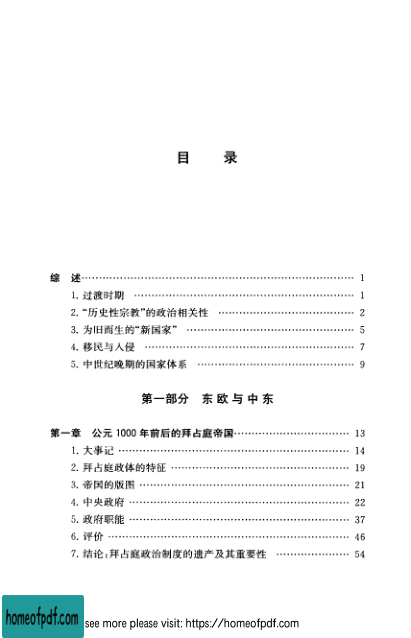 目 录
综 述 1
1. 过渡时期 1
2. “历史性宗教”的政治相关性 2
3. 为旧而生的“新国家” 5
4. 移民与入侵 7
5. 中世纪晚期的国家体系 9
第一部分 东欧与中东
第一章 公元 1000 年前后的拜占庭帝国 13
1. 大事记 14
2. 拜占庭政体的特征 19
3. 帝国的版图 21
4. 中央政府 22
5. 政府职能 37
6. 评价 46
7. 结论:拜占庭政治制度的遗产及其重要性 54
homeofpdf.com
see more please visit: https://homeofpdf.com